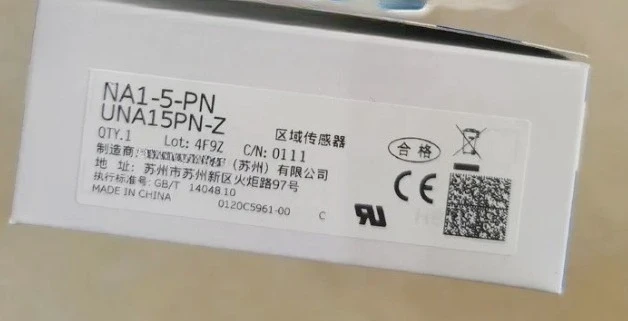 NA1-5-PN
UNA15PN-Z
QTY.1 Lot: 4F9Z C/N: 0111
区域传感器
制造商: (苏州) 有限公司
地 址: 苏州市苏州新区火炬路97号
执行标准号: GB/T 14048.10
MADE IN CHINA 0120C5961-00 C
合格
CE